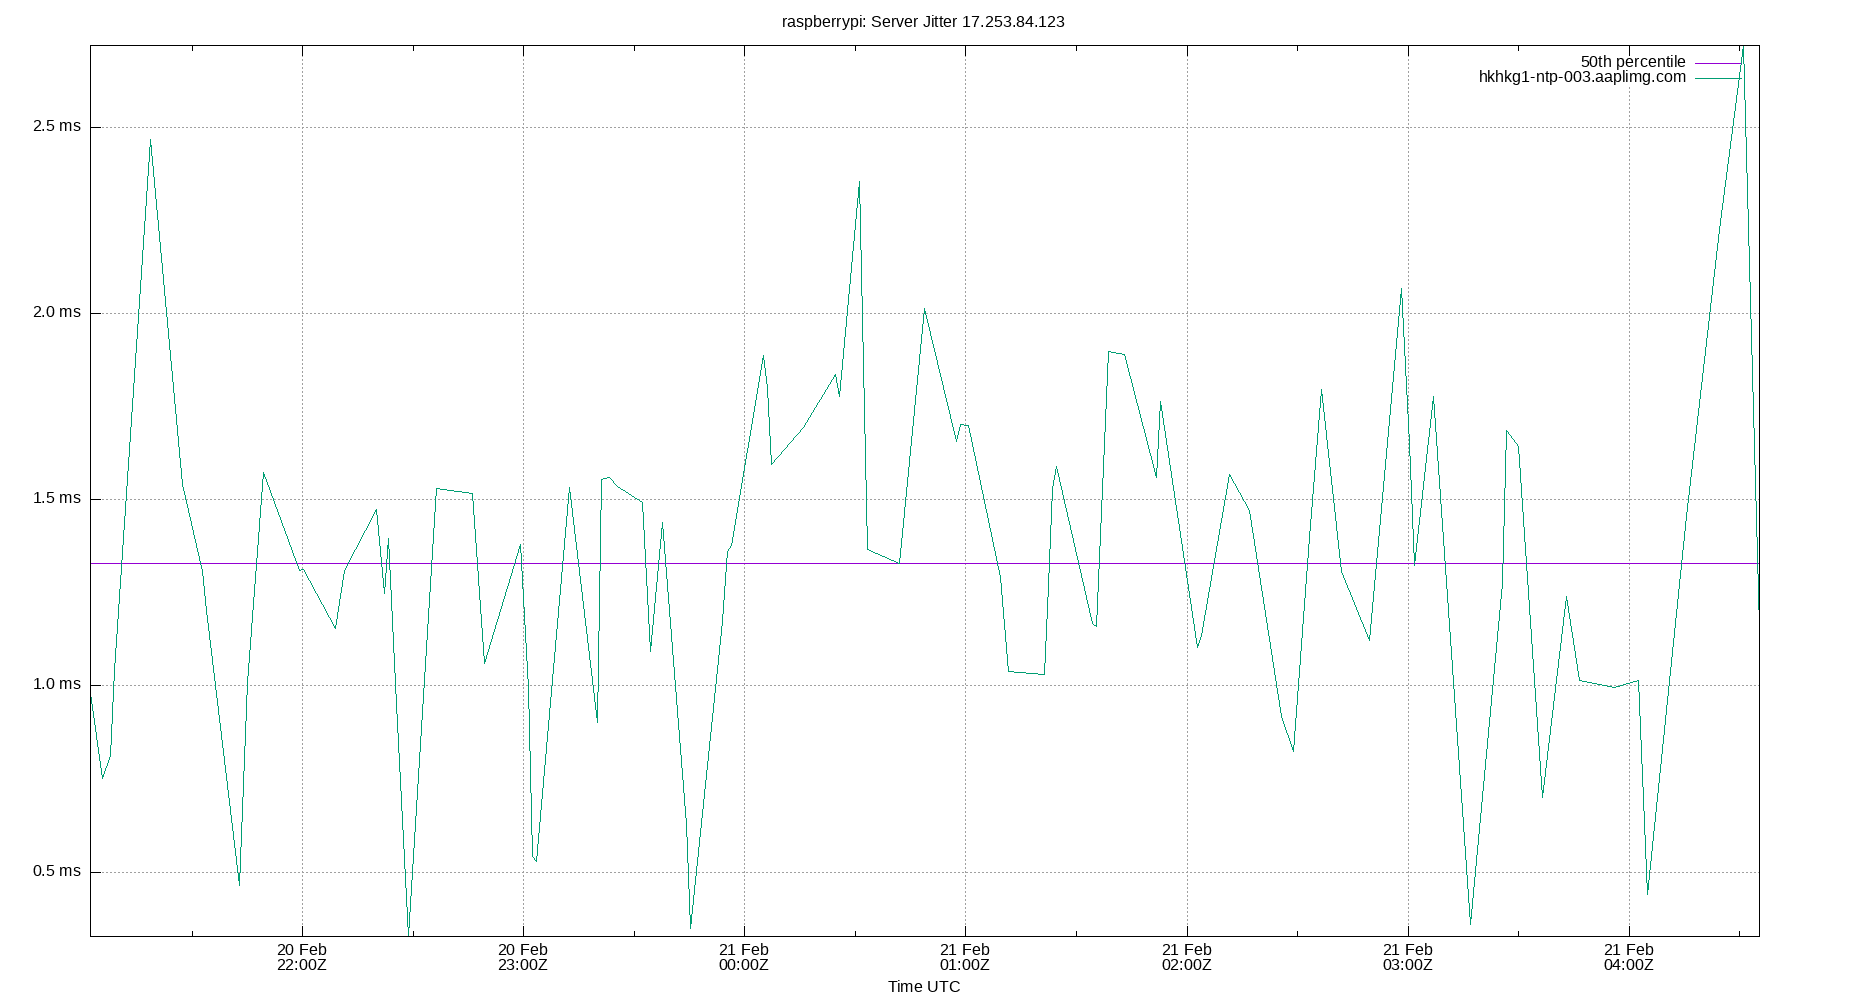 raspberrypi: Server Jitter 17.253.84.123
50th percentile
hkhkg1-ntp-003.aaplimg.com
2.5 ms
2.0 ms
1.5 ms
1.0 ms
0.5 ms
20 Feb
22:00Z
20 Feb
23:00Z
21 Feb
00:00Z
21 Feb
01:00Z
21 Feb
02:00Z
21 Feb
03:00Z
21 Feb
04:00Z
Time UTC